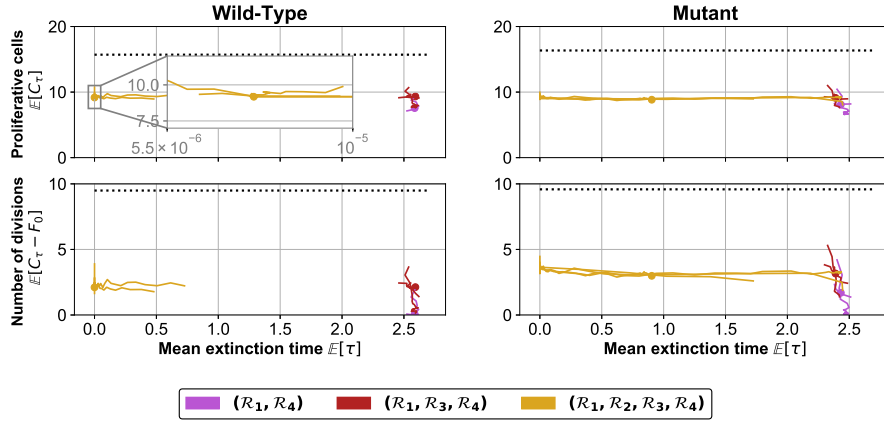 Wild-Type
Mutant
Proliferative cells
𝔼[C_τ]
20
10
0
10.0
7.5
5.5 × 10⁻⁶
10⁻⁵
20
10
0
Number of divisions
𝔼[C_τ − F₀]
10
5
0
0.0 0.5 1.0 1.5 2.0 2.5
Mean extinction time 𝔼[τ]
10
5
0
0.0 0.5 1.0 1.5 2.0 2.5
Mean extinction time 𝔼[τ]
(ℛ₁, ℛ₄) (ℛ₁, ℛ₃, ℛ₄) (ℛ₁, ℛ₂, ℛ₃, ℛ₄)